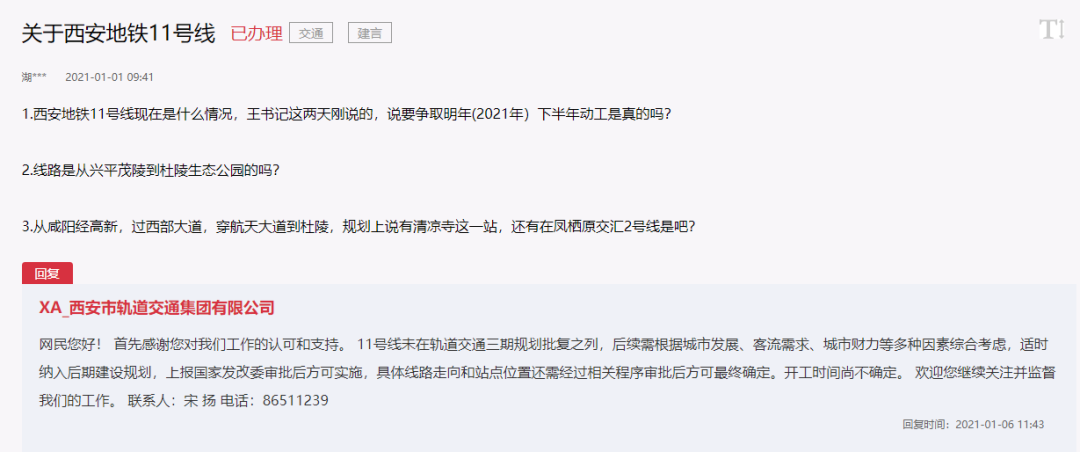 关于西安地铁11号线 已办理 交通 建言
T
湖*** 2021-01-01 09:41
1.西安地铁11号线现在是什么情况，王书记这两天刚说的，说要争取明年(2021年）下半年动工是真的吗？
2.线路是从兴平茂陵到杜陵生态公园的吗？
3.从咸阳经高新，过西部大道，穿航天大道到杜陵，规划上说有清凉寺这一站，还有在凤栖原交汇2号线是吧？
回复
XA_西安市轨道交通集团有限公司
网民您好！ 首先感谢您对我们工作的认可和支持。 11号线未在轨道交通三期规划批复之列，后续需根据城市发展、客流需求、城市财力等多种因素综合考虑，适时
纳入后期建设规划，上报国家发改委审批后方可实施，具体线路走向和站点位置还需经过相关程序审批后方可最终确定。开工时间尚不确定。 欢迎您继续关注并监督
我们的工作。 联系人：宋 扬 电话：86511239
回复时间：2021-01-06 11:43